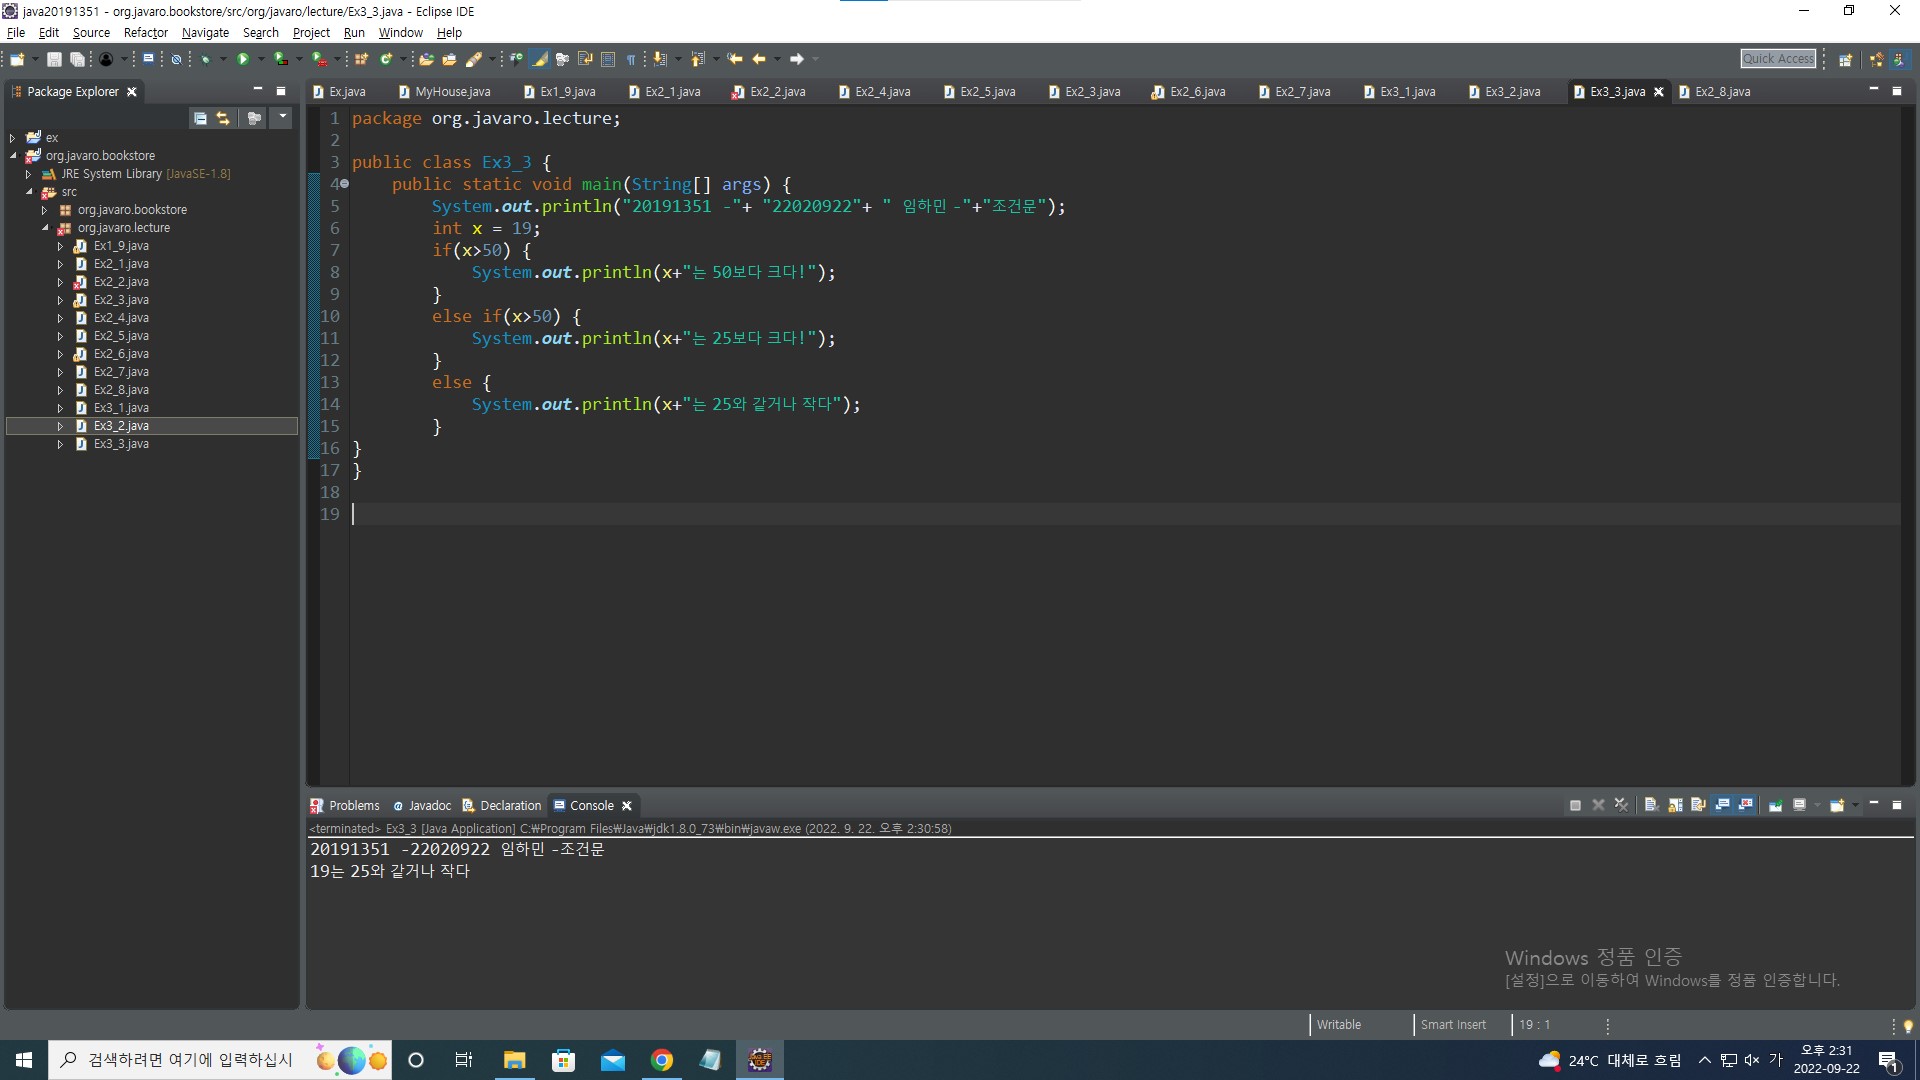 java20191351 - org.javaro.bookstore/src/org/javaro/lecture/Ex3_3.java - Eclipse IDE
File Edit Source Refactor Navigate Search Project Run Window Help
Quick Access
Package Explorer
Ex.java MyHouse.java Ex1_9.java Ex2_1.java Ex2_2.java Ex2_4.java Ex2_5.java Ex2_3.java Ex2_6.java Ex2_7.java Ex3_1.java Ex3_2.java Ex3_3.java Ex2_8.java
ex
org.javaro.bookstore
JRE System Library [JavaSE-1.8]
src
org.javaro.bookstore
org.javaro.lecture
Ex1_9.java
Ex2_1.java
Ex2_2.java
Ex2_3.java
Ex2_4.java
Ex2_5.java
Ex2_6.java
Ex2_7.java
Ex2_8.java
Ex3_1.java
Ex3_2.java
Ex3_3.java
1 package org.javaro.lecture;
2
3 public class Ex3_3 {
4 public static void main(String[] args) {
5 System.out.println("20191351 -"+ "22020922"+ " 임하민 -"+"조건문");
6 int x = 19;
7 if(x>50) {
8 System.out.println(x+"는 50보다 크다!");
9 }
10 else if(x>50) {
11 System.out.println(x+"는 25보다 크다!");
12 }
13 else {
14 System.out.println(x+"는 25와 같거나 작다");
15 }
16 }
17 }
18
19
Problems Javadoc Declaration Console
<terminated> Ex3_3 [Java Application] C:₩Program Files₩Java₩jdk1.8.0_73₩bin₩javaw.exe (2022. 9. 22. 오후 2:30:58)
20191351 -22020922 임하민 -조건문
19는 25와 같거나 작다
Windows 정품 인증
[설정]으로 이동하여 Windows를 정품 인증합니다.
Writable Smart Insert 19 : 1
검색하려면 여기에 입력하십시
24°C 대체로 흐림 가 오후 2:31
2022-09-22
1